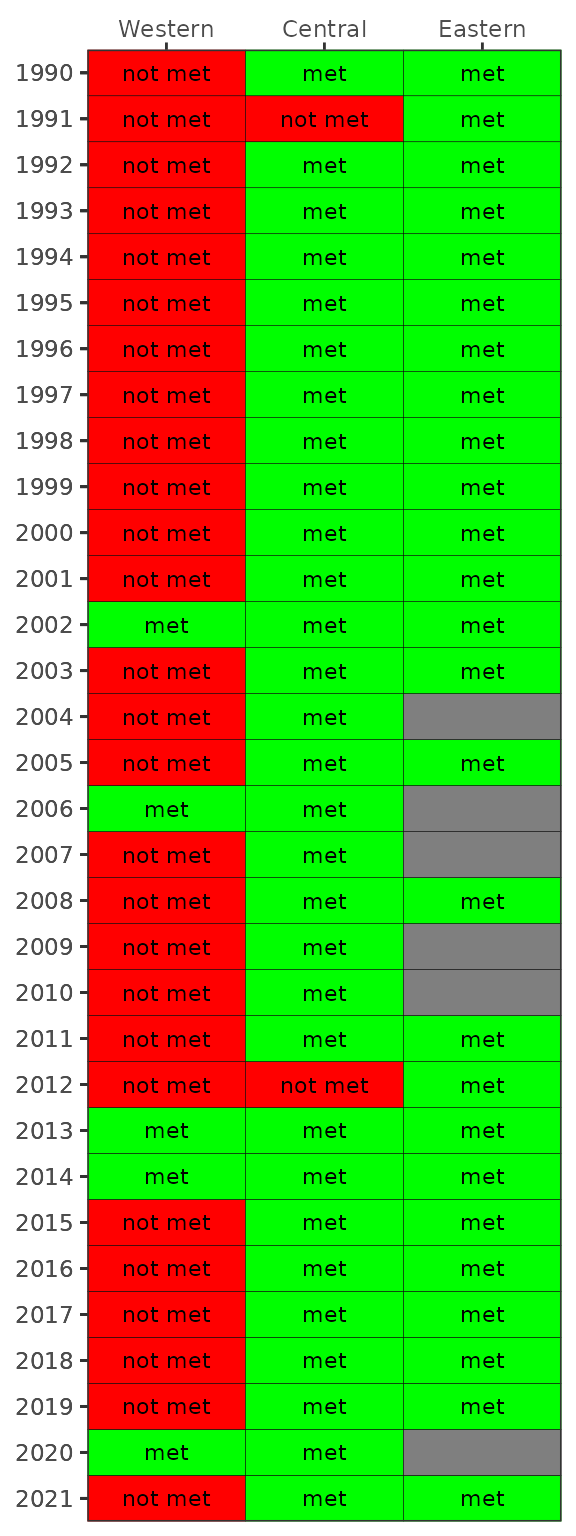 Western Central Eastern
1990 not met met met
1991 not met not met met
1992 not met met met
1993 not met met met
1994 not met met met
1995 not met met met
1996 not met met met
1997 not met met met
1998 not met met met
1999 not met met met
2000 not met met met
2001 not met met met
2002 met met met
2003 not met met met
2004 not met met
2005 not met met met
2006 met met
2007 not met met
2008 not met met met
2009 not met met
2010 not met met
2011 not met met met
2012 not met not met met
2013 met met met
2014 met met met
2015 not met met met
2016 not met met met
2017 not met met met
2018 not met met met
2019 not met met met
2020 met met
2021 not met met met